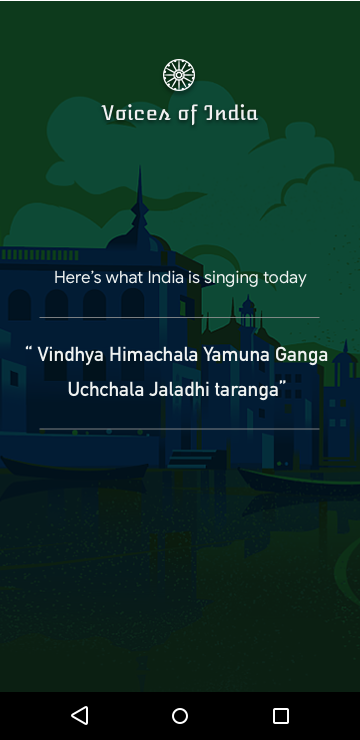 Voices of India
Here's what India is singing today
“ Vindhya Himachala Yamuna Ganga
Uchchala Jaladhi taranga”